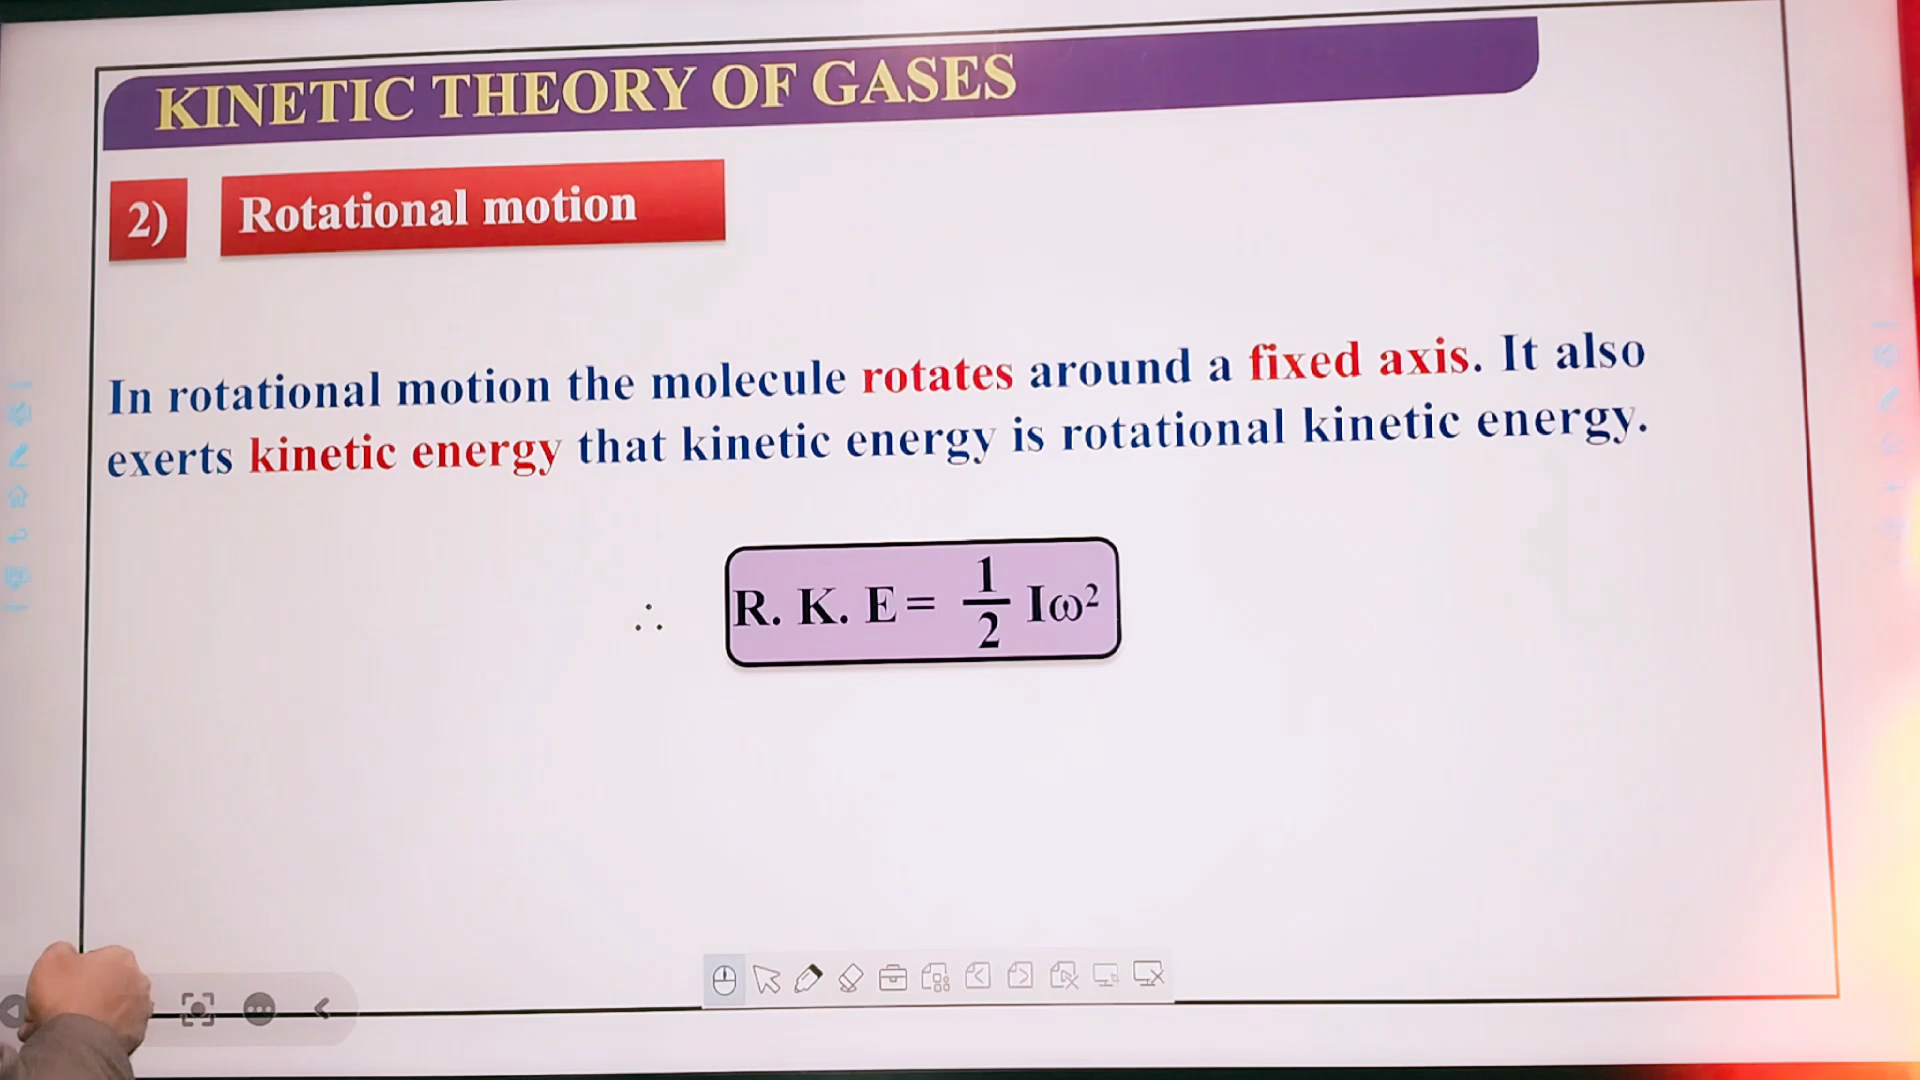 KINETIC THEORY OF GASES
2) Rotational motion
In rotational motion the molecule rotates around a fixed axis. It also
exerts kinetic energy that kinetic energy is rotational kinetic energy.
∴ R. K. E = 1/2 Iω²